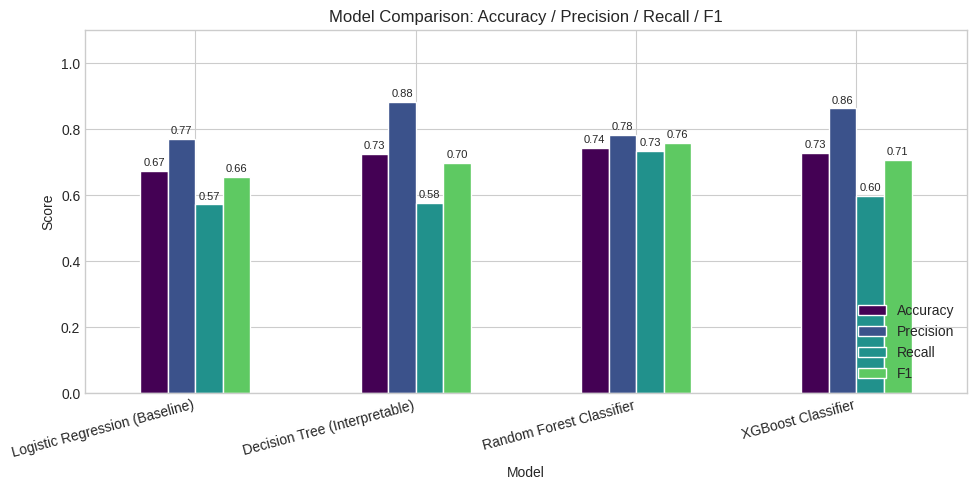 Model Comparison: Accuracy / Precision / Recall / F1
Score
1.0
0.8
0.6
0.4
0.2
0.0
0.67
0.77
0.57
0.66
0.73
0.88
0.58
0.70
0.74
0.78
0.73
0.76
0.73
0.86
0.60
0.71
Accuracy
Precision
Recall
F1
Logistic Regression (Baseline)
Decision Tree (Interpretable)
Random Forest Classifier
XGBoost Classifier
Model